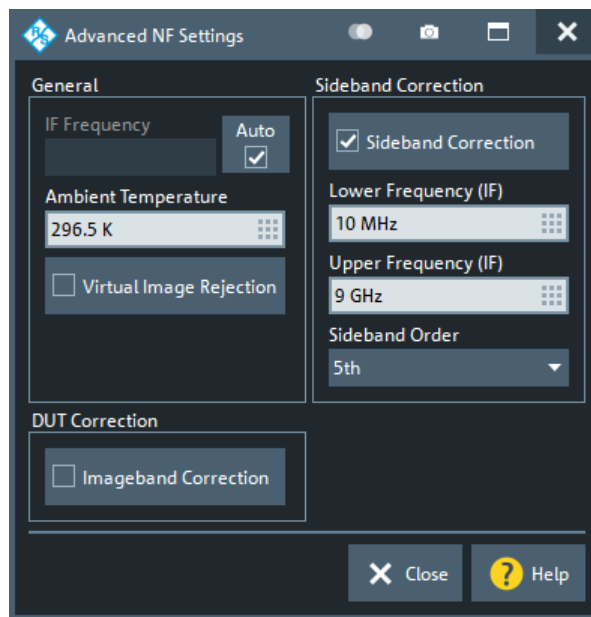 R&S Advanced NF Settings
General
IF Frequency
Auto
Ambient Temperature
296.5 K
Virtual Image Rejection
Sideband Correction
Sideband Correction
Lower Frequency (IF)
10 MHz
Upper Frequency (IF)
9 GHz
Sideband Order
5th
DUT Correction
Imageband Correction
Close
? Help